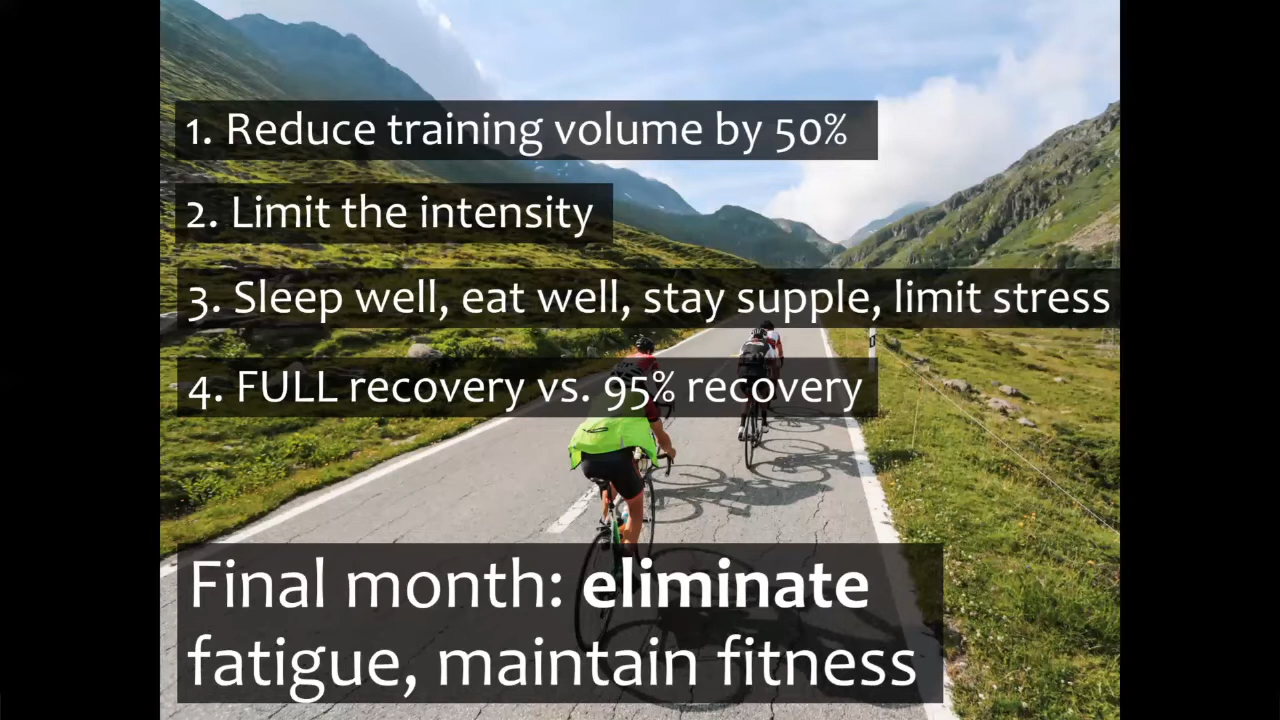 1. Reduce training volume by 50%
2. Limit the intensity
3. Sleep well, eat well, stay supple, limit stress
4. FULL recovery vs. 95% recovery
Final month: eliminate
fatigue, maintain fitness